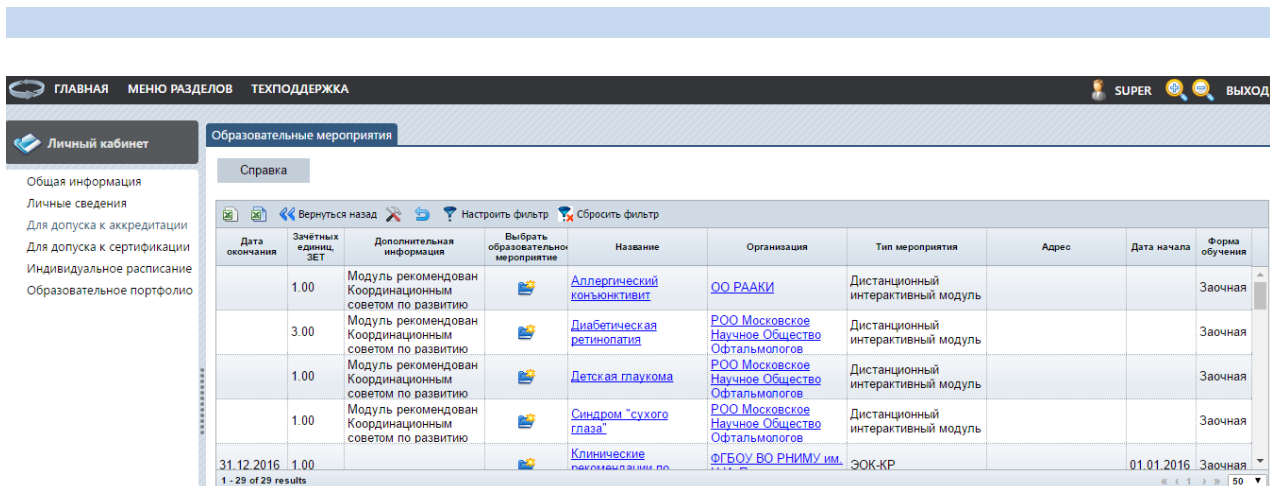 ГЛАВНАЯ МЕНЮ РАЗДЕЛОВ ТЕХПОДДЕРЖКА SUPER ВЫХОД
Личный кабинет
Общая информация
Личные сведения
Для допуска к аккредитации
Для допуска к сертификации
Индивидуальное расписание
Образовательное портфолио
Образовательные мероприятия
Справка
Вернуться назад Настроить фильтр Сбросить фильтр
Дата окончания Зачётных единиц, ЗЕТ Дополнительная информация Выбрать образовательное мероприятие Название Организация Тип мероприятия Адрес Дата начала Форма обучения
1.00 Модуль рекомендован Координационным советом по развитию Аллергический конъюнктивит ОО РААКИ Дистанционный интерактивный модуль Заочная
3.00 Модуль рекомендован Координационным советом по развитию Диабетическая ретинопатия РОО Московское Научное Общество Офтальмологов Дистанционный интерактивный модуль Заочная
1.00 Модуль рекомендован Координационным советом по развитию Детская глаукома РОО Московское Научное Общество Офтальмологов Дистанционный интерактивный модуль Заочная
1.00 Модуль рекомендован Координационным советом по развитию Синдром "сухого глаза" РОО Московское Научное Общество Офтальмологов Дистанционный интерактивный модуль Заочная
31.12.2016 1.00 Клинические рекомендации по ФГБОУ ВО РНИМУ им. ЭОК-КР 01.01.2016 Заочная
1 - 29 of 29 results 1 50